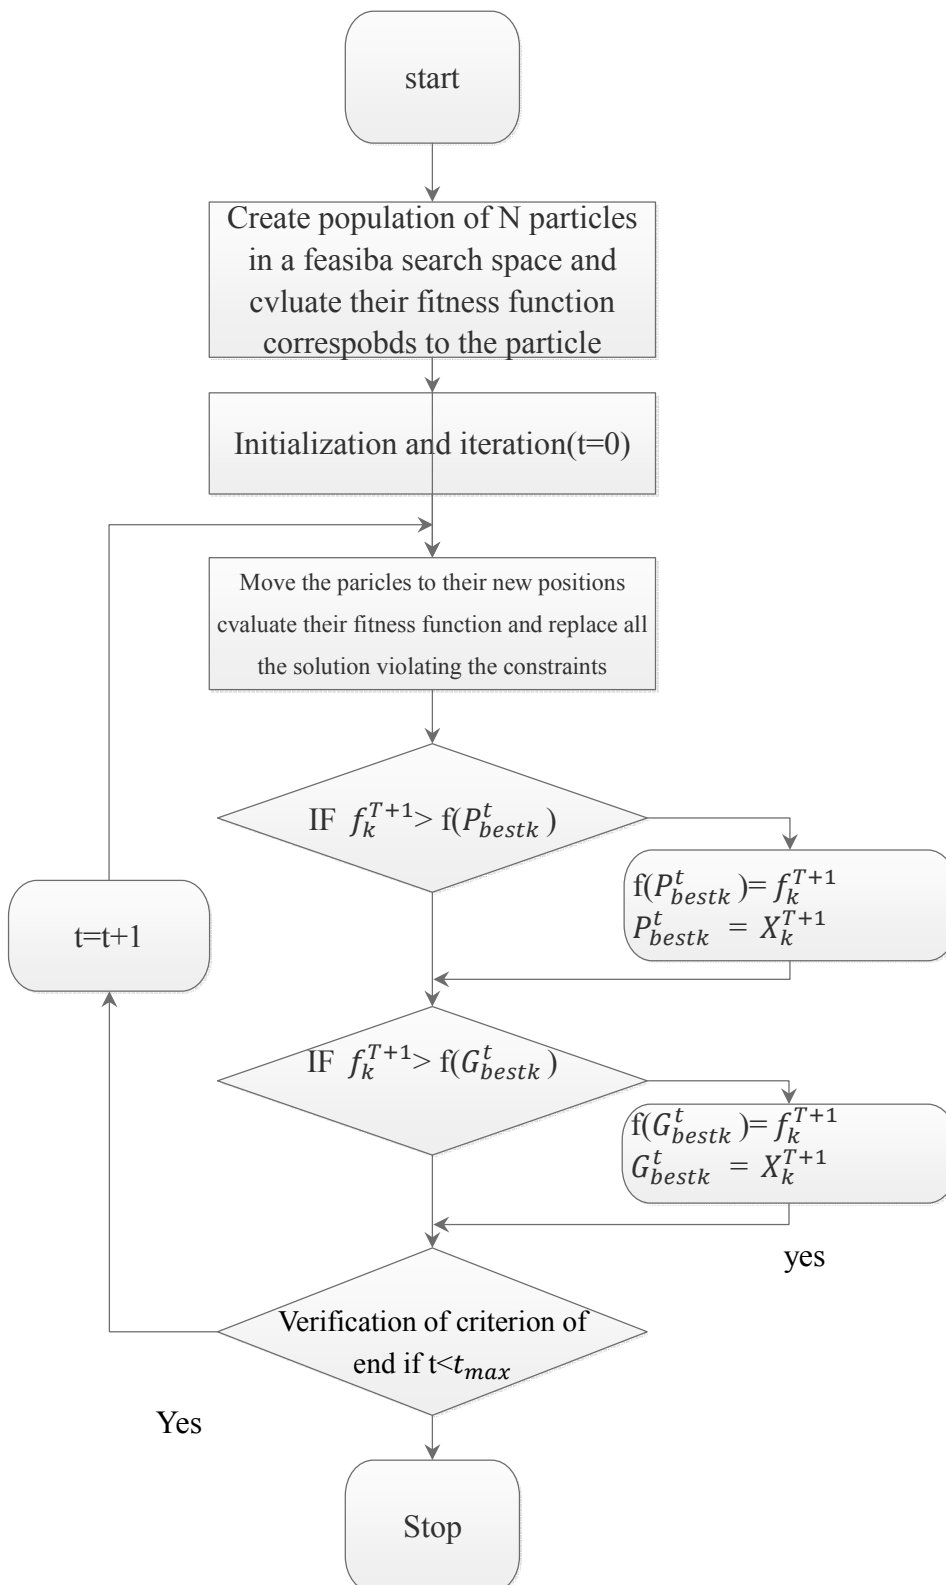 start
Create population of N particles
in a feasiba search space and
cvluate their fitness function
correspobds to the particle
Initialization and iteration(t=0)
Move the paricles to their new positions
cvaluate their fitness function and replace all
the solution violating the constraints
IF $f_k^{T+1}$> f($P_{bestk}^t$)
f($P_{bestk}^t$)= $f_k^{T+1}$
$P_{bestk}^t$ = $X_k^{T+1}$
t=t+1
IF $f_k^{T+1}$> f($G_{bestk}^t$)
f($G_{bestk}^t$)= $f_k^{T+1}$
$G_{bestk}^t$ = $X_k^{T+1}$
yes
Verification of criterion of
end if t<$t_{max}$
Yes
Stop